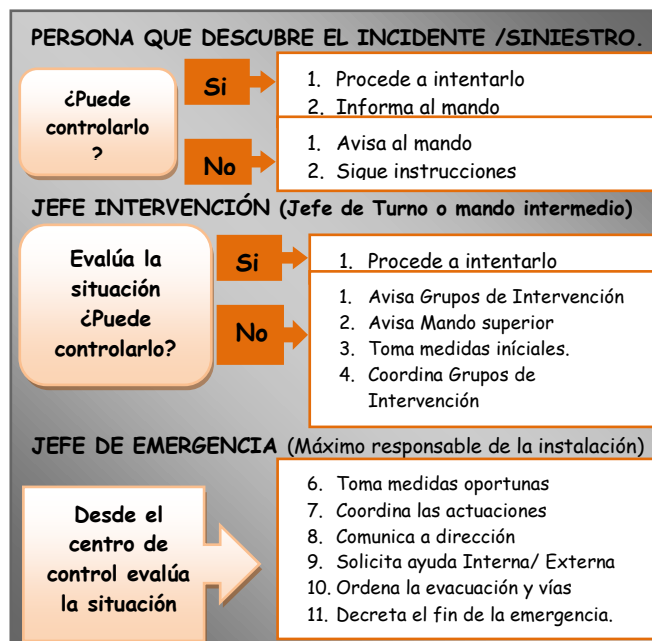 PERSONA QUE DESCUBRE EL INCIDENTE /SINIESTRO.
¿Puede
controlarlo
?
Si
1. Procede a intentarlo
2. Informa al mando
No
1. Avisa al mando
2. Sigue instrucciones
JEFE INTERVENCIÓN (Jefe de Turno o mando intermedio)
Evalúa la
situación
¿Puede
controlarlo?
Si
1. Procede a intentarlo
No
1. Avisa Grupos de Intervención
2. Avisa Mando superior
3. Toma medidas iníciales.
4. Coordina Grupos de
Intervención
JEFE DE EMERGENCIA (Máximo responsable de la instalación)
Desde el
centro de
control evalúa
la situación
6. Toma medidas oportunas
7. Coordina las actuaciones
8. Comunica a dirección
9. Solicita ayuda Interna/ Externa
10. Ordena la evacuación y vías
11. Decreta el fin de la emergencia.